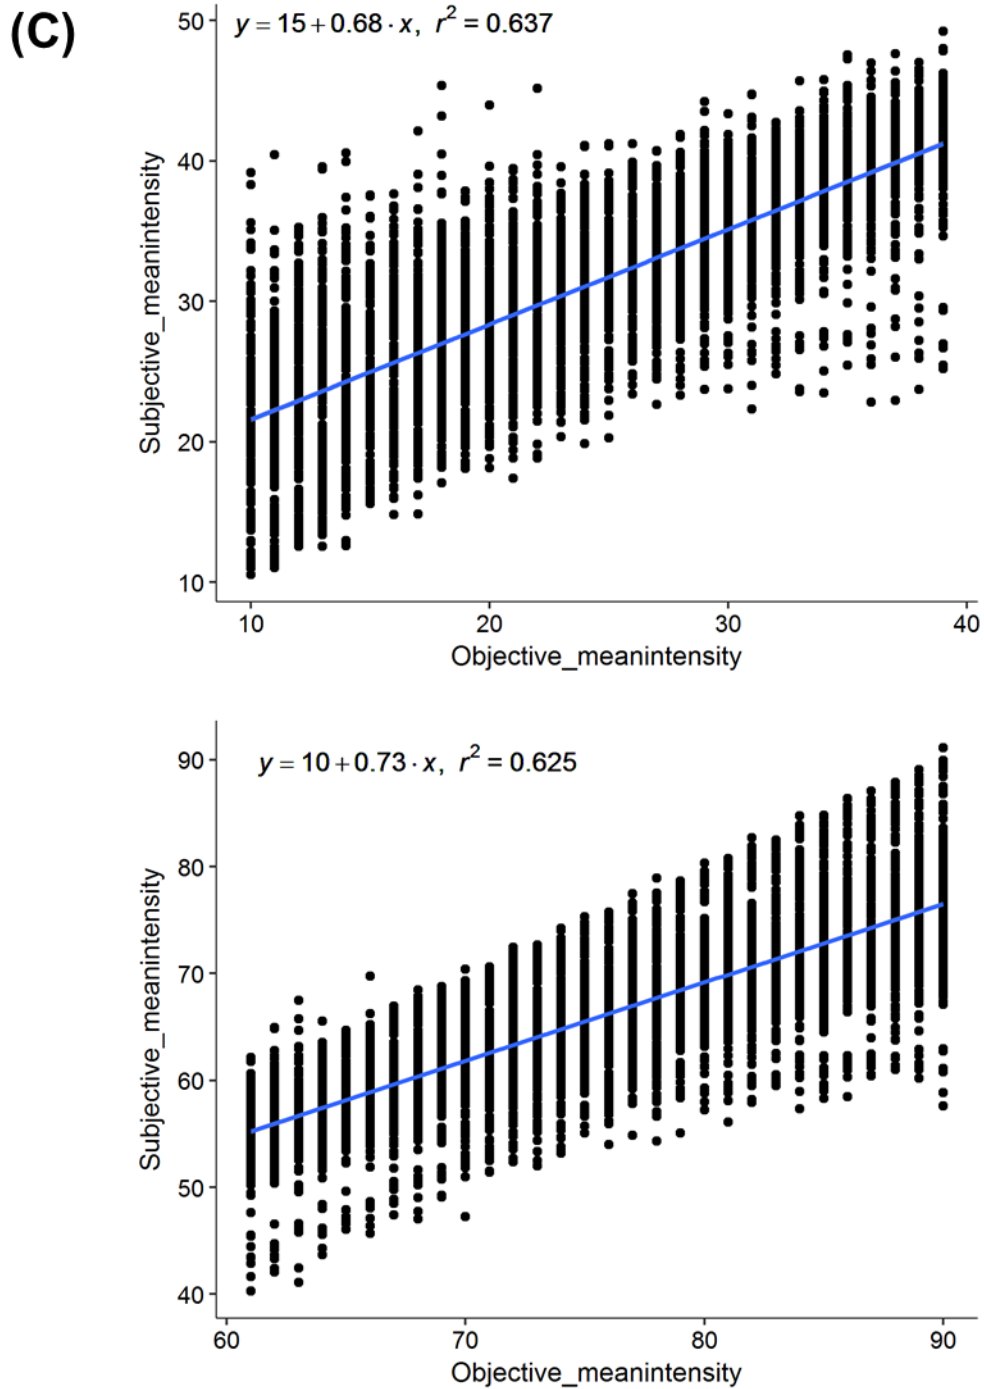 (C)
y = 15 + 0.68 · x, r² = 0.637
50
40
30
20
10
Subjective_meanintensity
10 20 30 40
Objective_meanintensity
y = 10 + 0.73 · x, r² = 0.625
90
80
70
60
50
40
Subjective_meanintensity
60 70 80 90
Objective_meanintensity